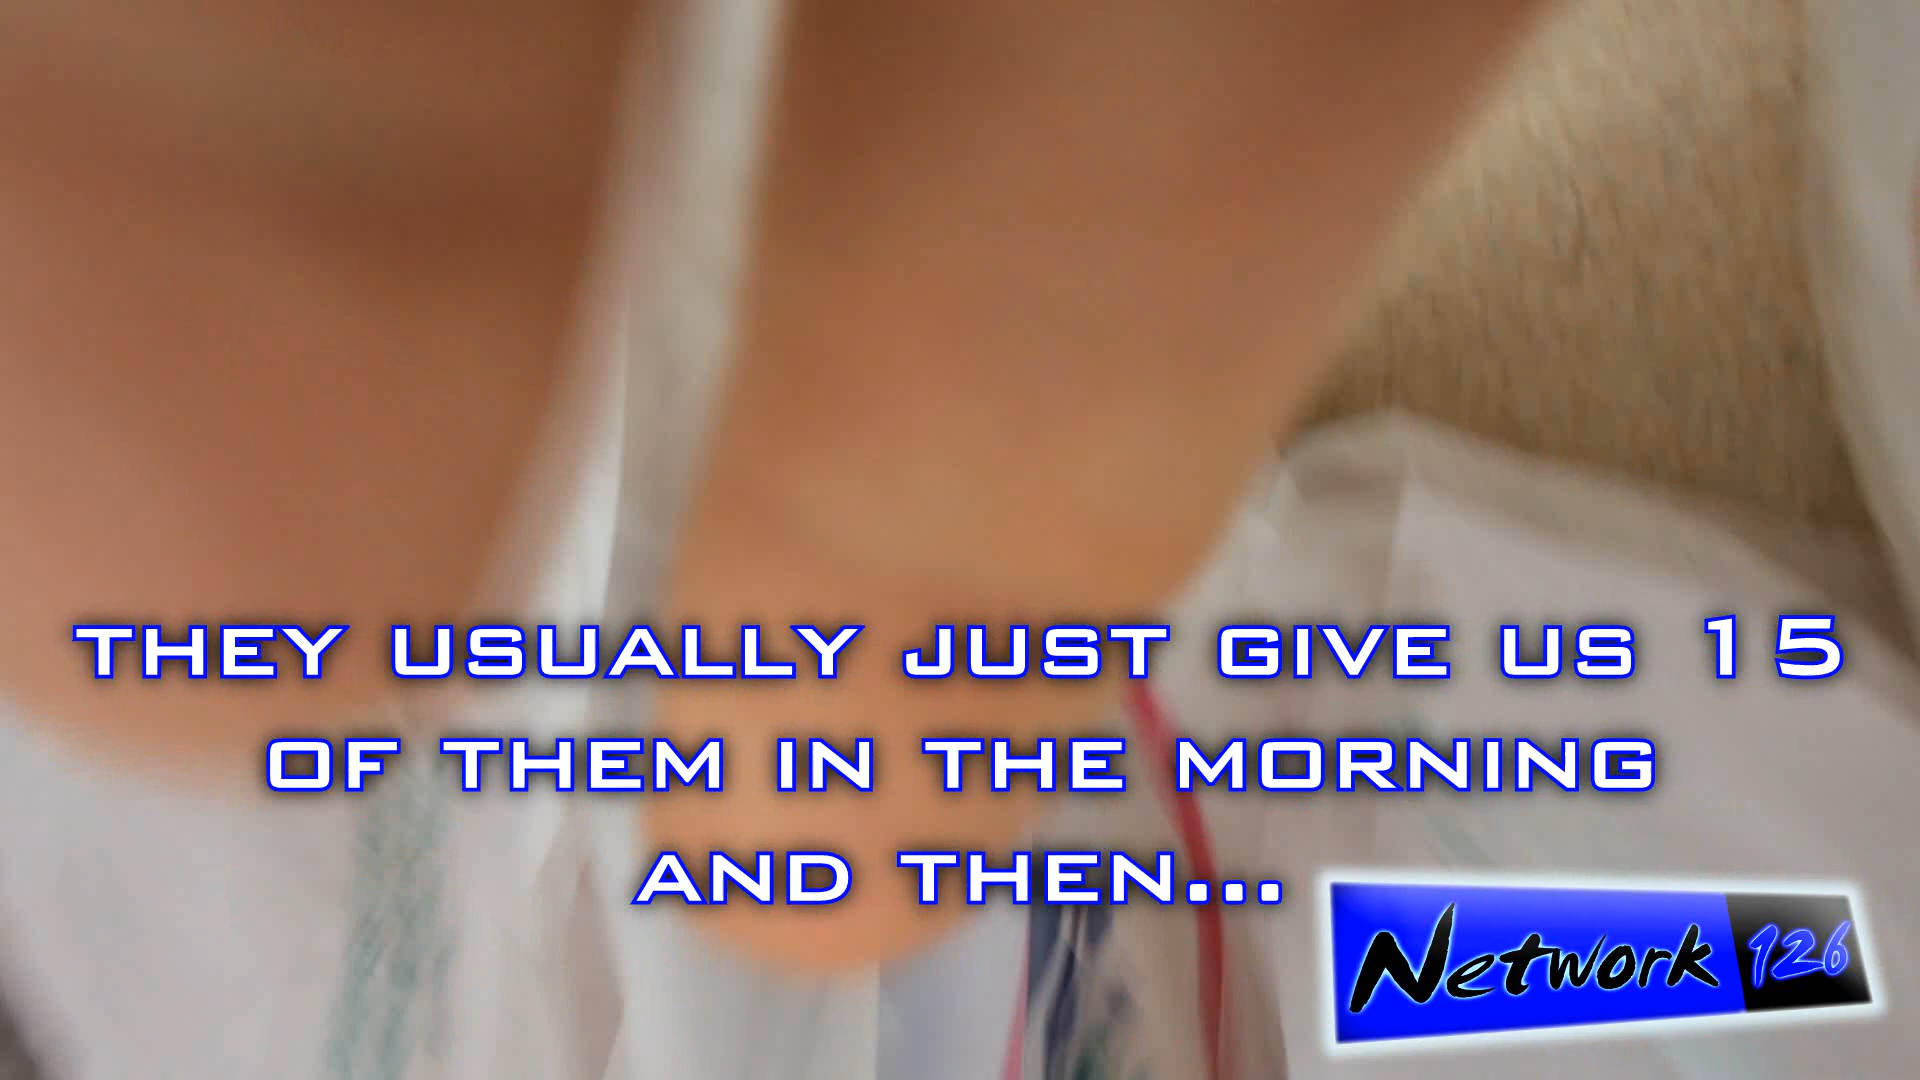 THEY USUALLY JUST GIVE US 15
OF THEM IN THE MORNING
AND THEN...
Network 126